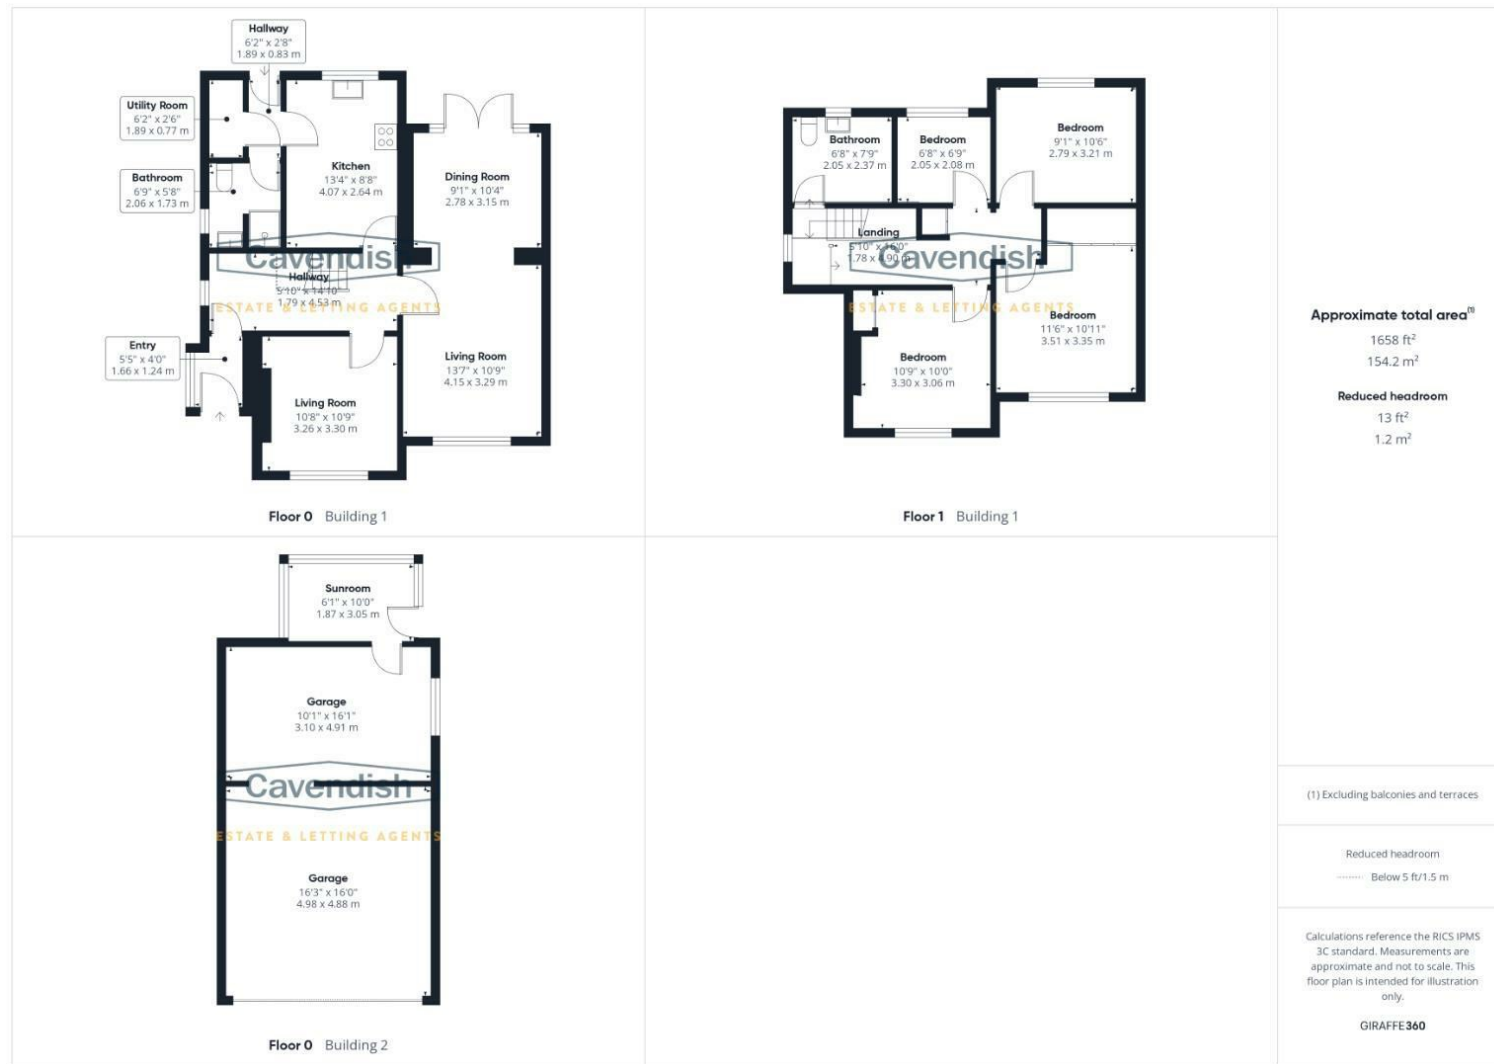 Hallway
6'2" x 2'8"
1.89 x 0.83 m
Utility Room
6'2" x 2'6"
1.89 x 0.77 m
Bathroom
6'9" x 5'8"
2.06 x 1.73 m
Kitchen
13'4" x 8'8"
4.07 x 2.64 m
Dining Room
9'1" x 10'4"
2.78 x 3.15 m
Cavendish
ESTATE & LETTING AGENTS
Hallway
5'10" x 14'10"
1.79 x 4.53 m
Entry
5'5" x 4'0"
1.66 x 1.24 m
Living Room
10'8" x 10'9"
3.26 x 3.30 m
Living Room
13'7" x 10'9"
4.15 x 3.29 m
Floor 0 Building 1
Bathroom
6'8" x 7'9"
2.05 x 2.37 m
Bedroom
6'8" x 6'9"
2.05 x 2.08 m
Bedroom
9'1" x 10'6"
2.79 x 3.21 m
Landing
5'10" x 16'0"
1.78 x 4.90 m
Cavendish
ESTATE & LETTING AGENTS
Bedroom
10'9" x 10'0"
3.30 x 3.06 m
Bedroom
11'6" x 10'11"
3.51 x 3.35 m
Floor 1 Building 1
Sunroom
6'1" x 10'0"
1.87 x 3.05 m
Garage
10'1" x 16'1"
3.10 x 4.91 m
Cavendish
ESTATE & LETTING AGENTS
Garage
16'3" x 16'0"
4.98 x 4.88 m
Floor 0 Building 2
Approximate total area(1)
1658 ft²
154.2 m²
Reduced headroom
13 ft²
1.2 m²
(1) Excluding balconies and terraces
Reduced headroom
Below 5 ft/1.5 m
Calculations reference the RICS IPMS
3C standard. Measurements are
approximate and not to scale. This
floor plan is intended for illustration
only.
GIRAFFE360